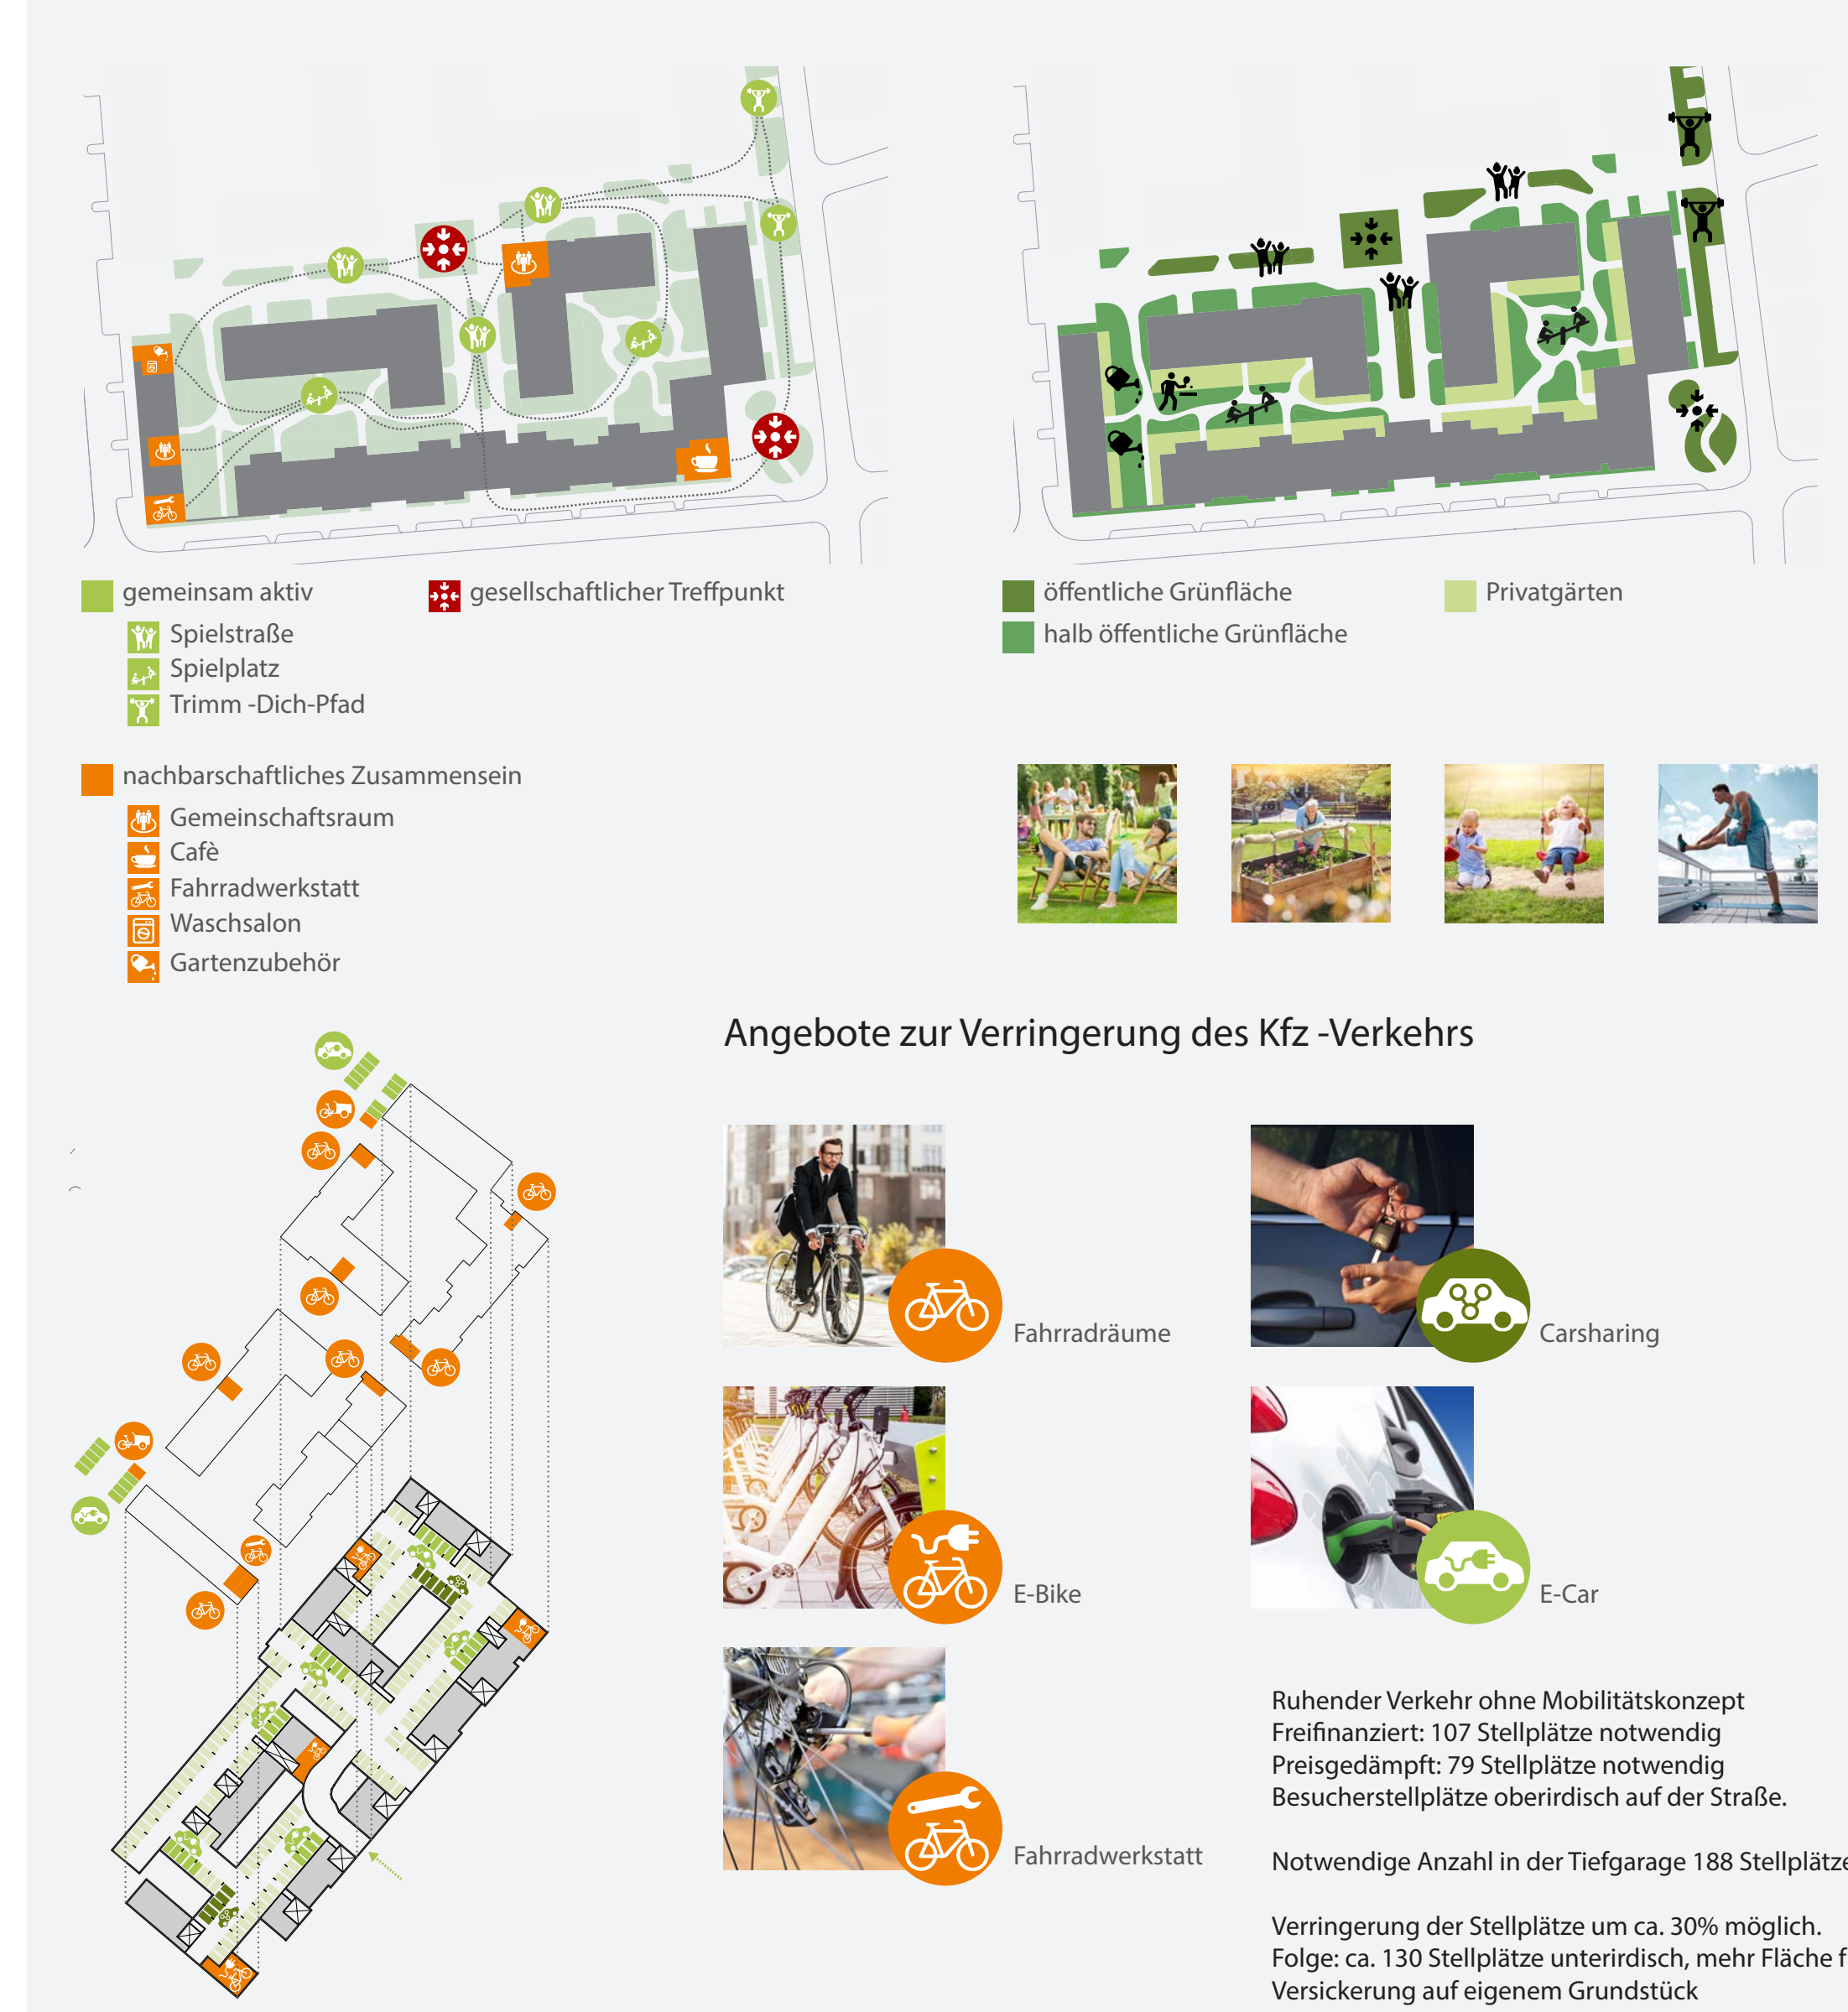 gemeinsam aktiv
Spielstraße
Spielplatz
Trimm -Dich-Pfad
gesellschaftlicher Treffpunkt
nachbarschaftliches Zusammensein
Gemeinschaftsraum
Cafè
Fahrradwerkstatt
Waschsalon
Gartenzubehör
öffentliche Grünfläche
halb öffentliche Grünfläche
Privatgärten
Angebote zur Verringerung des Kfz -Verkehrs
Fahrradräume
Carsharing
E-Bike
E-Car
Fahrradwerkstatt
Ruhender Verkehr ohne Mobilitätskonzept
Freifinanziert: 107 Stellplätze notwendig
Preisgedämpft: 79 Stellplätze notwendig
Besucherstellplätze oberirdisch auf der Straße.
Notwendige Anzahl in der Tiefgarage 188 Stellplätze
Verringerung der Stellplätze um ca. 30% möglich.
Folge: ca. 130 Stellplätze unterirdisch, mehr Fläche f
Versickerung auf eigenem Grundstück